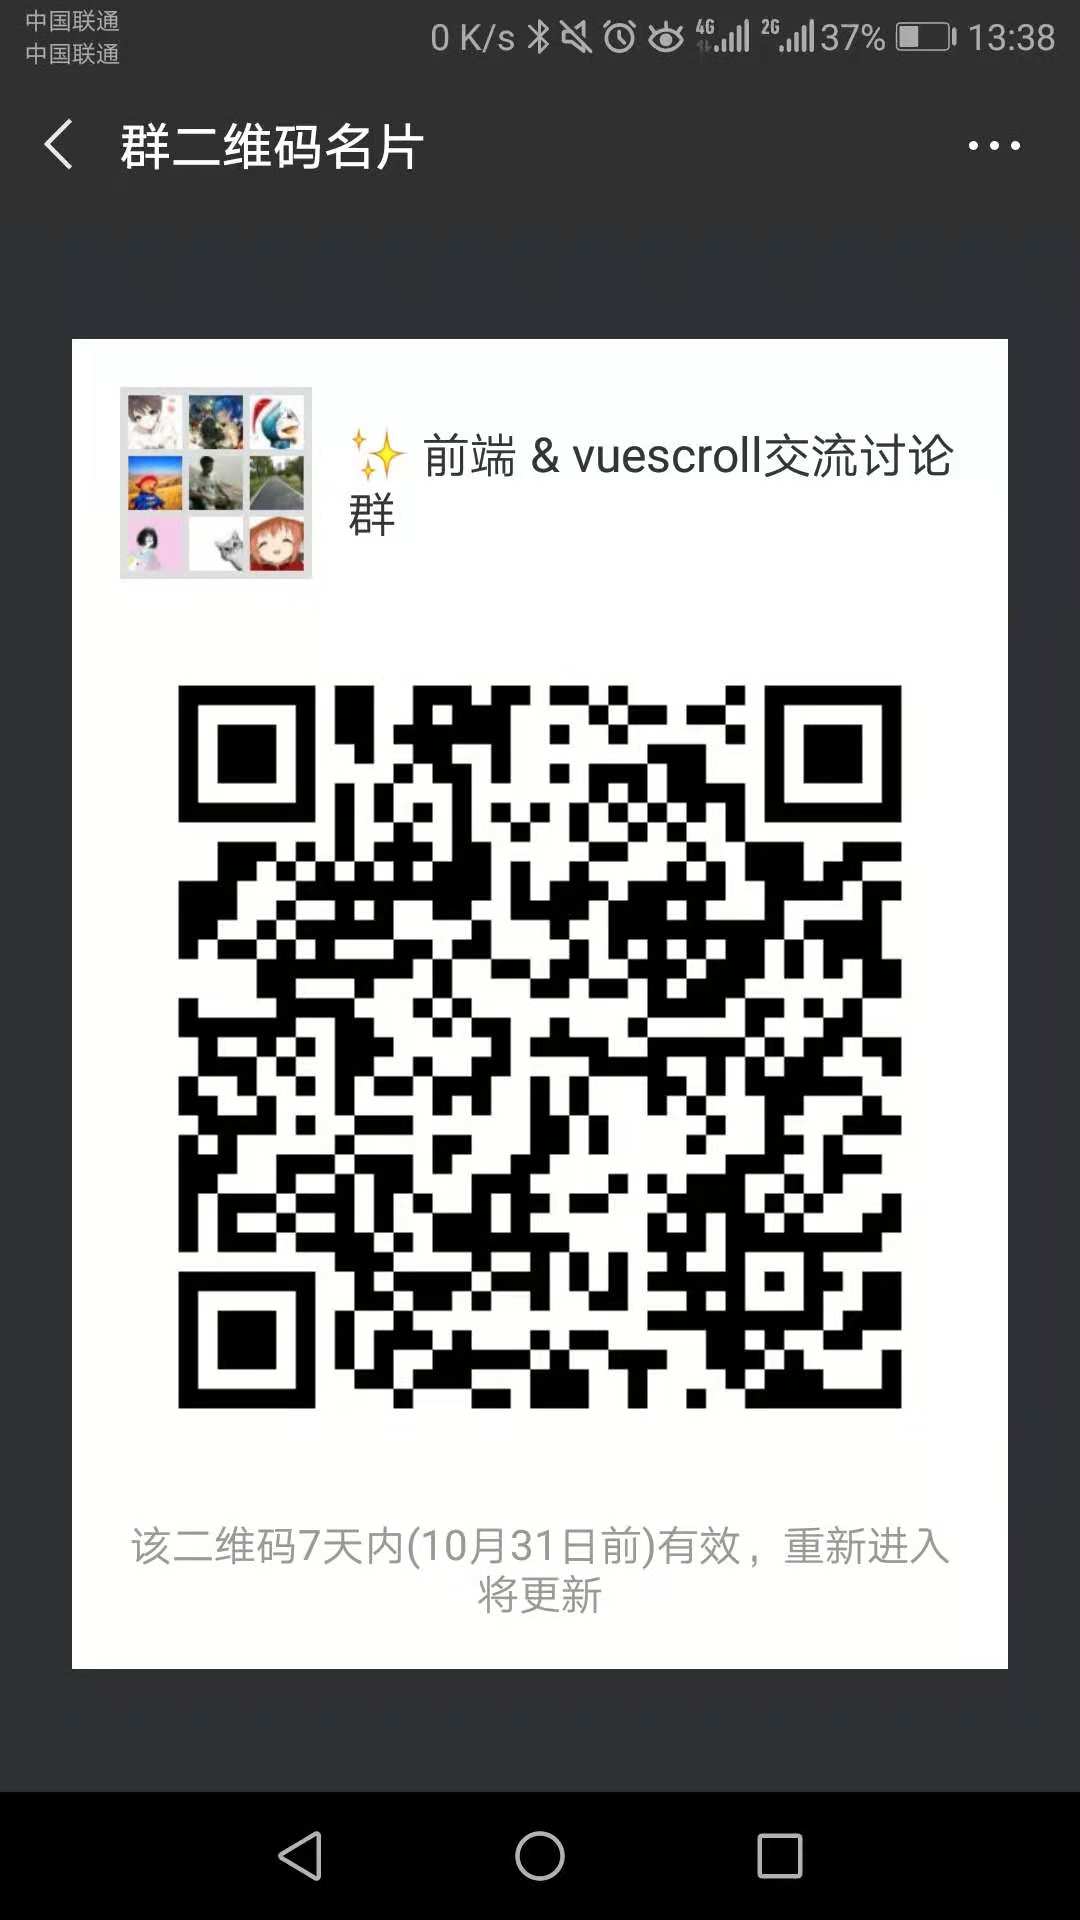 中国联通
中国联通
0 K/s 4G 2G 37% 13:38
群二维码名片
✨ 前端 & vuescroll交流讨论
群
该二维码7天内(10月31日前)有效，重新进入
将更新